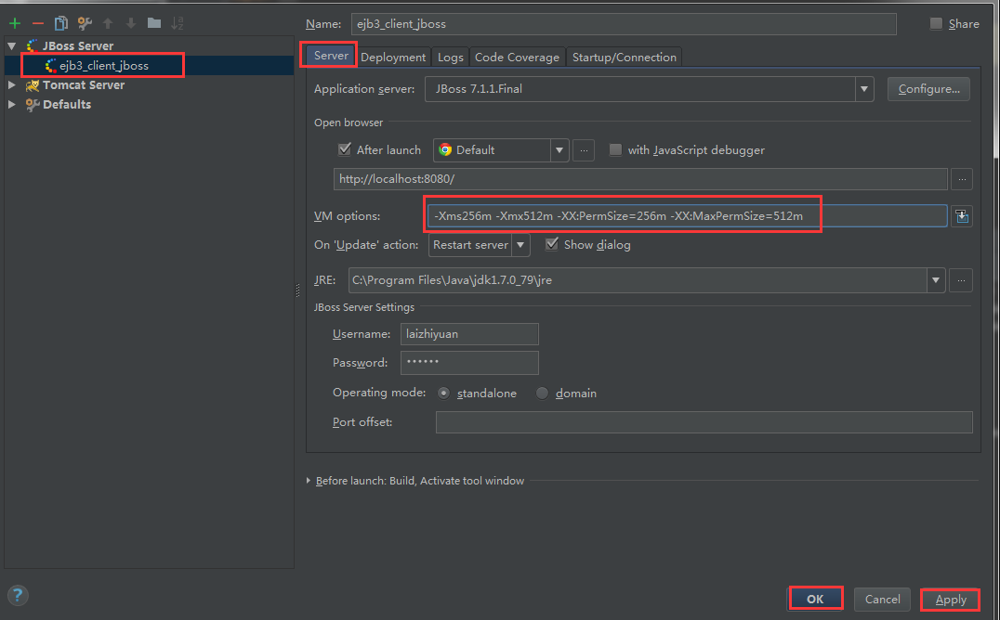 Name: ejb3_client_jboss Share
JBoss Server
ejb3_client_jboss
Tomcat Server
Defaults
Server Deployment Logs Code Coverage Startup/Connection
Application server: JBoss 7.1.1.Final Configure...
Open browser
After launch Default ... with JavaScript debugger
http://localhost:8080/ ...
VM options: -Xms256m -Xmx512m -XX:PermSize=256m -XX:MaxPermSize=512m
On 'Update' action: Restart server Show dialog
JRE: C:\Program Files\Java\jdk1.7.0_79\jre ...
JBoss Server Settings
Username: laizhiyuan
Password: ••••••
Operating mode: standalone domain
Port offset:
Before launch: Build, Activate tool window
? OK Cancel Apply